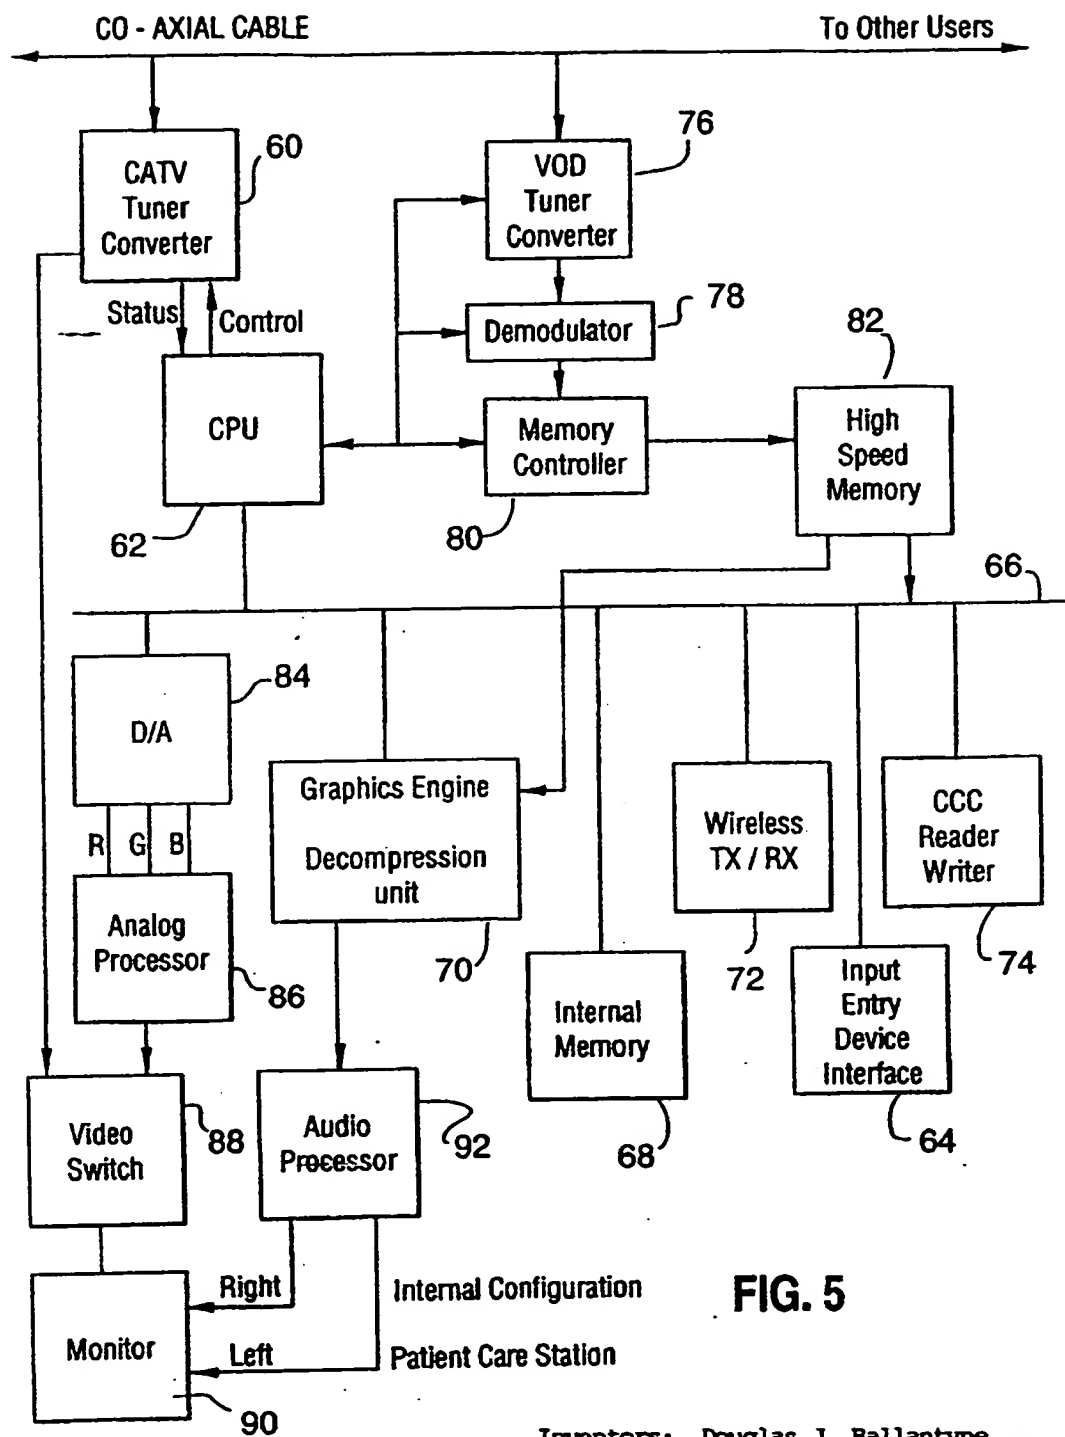 CO - AXIAL CABLE
To Other Users
CATV
Tuner
Converter
60
VOD
Tuner
Converter
76
Status
Control
Demodulator
78
82
CPU
62
Memory
Controller
80
High
Speed
Memory
66
D/A
84
R G B
Graphics Engine
Decompression
unit
70
Wireless
TX / RX
72
CCC
Reader
Writer
74
Analog
Processor
86
Internal
Memory
68
Input
Entry
Device
Interface
64
Video
Switch
88
Audio
Processor
92
Right
Left
Monitor
90
Internal Configuration
Patient Care Station
FIG. 5
Inventors: Douglas J. Ballantyne